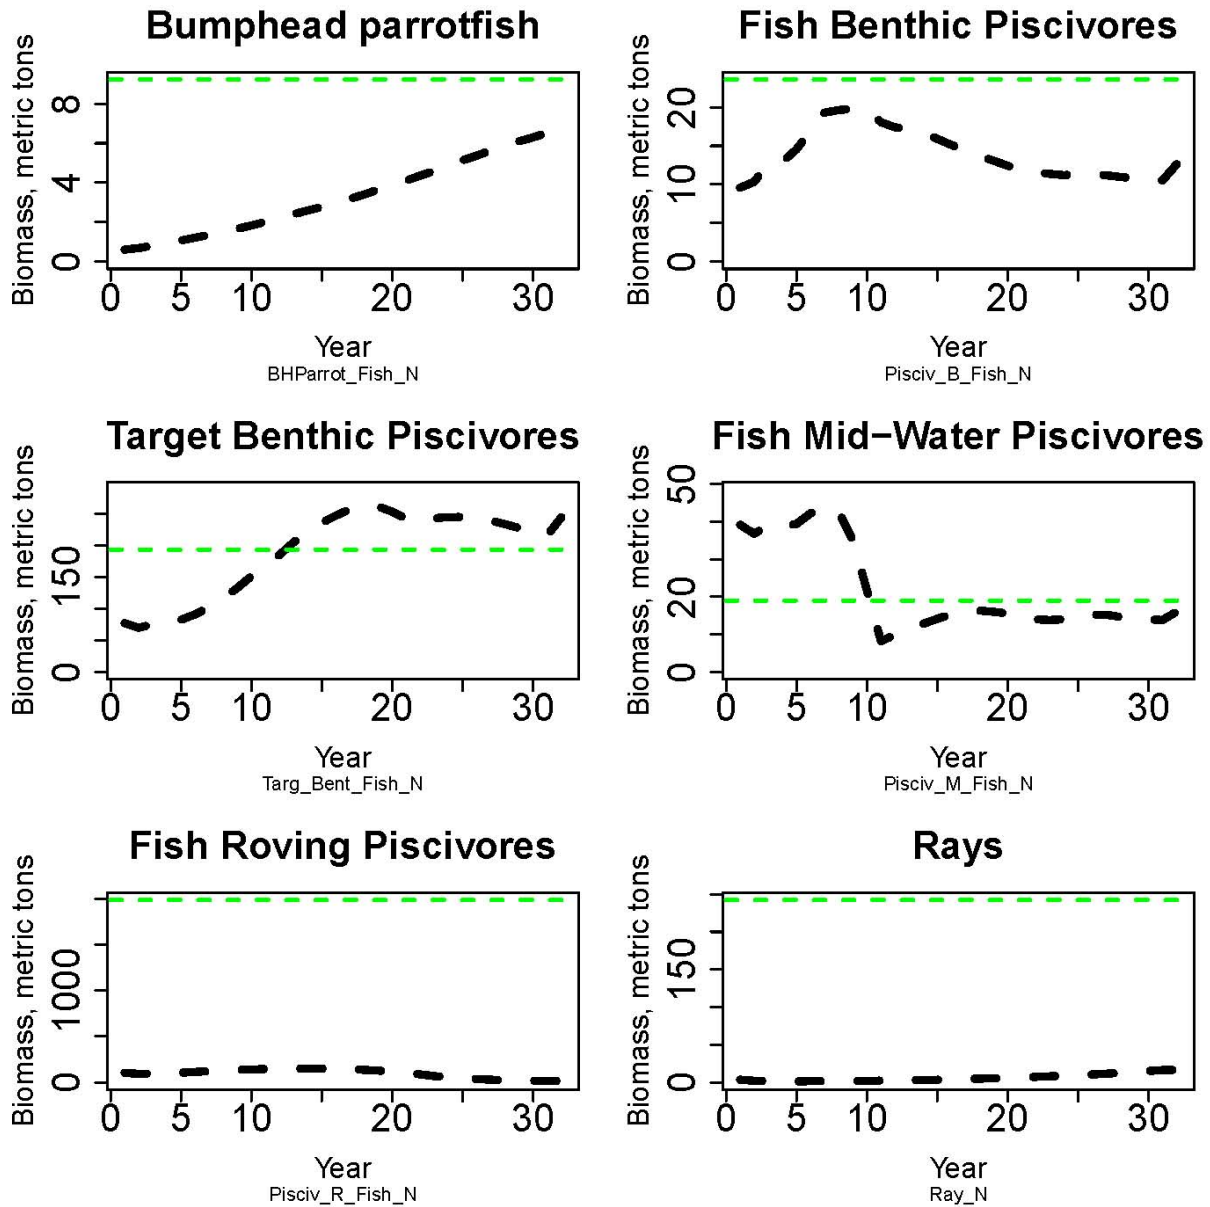 Bumphead parrotfish
Biomass, metric tons
8
4
0
0 5 10 20 30
Year
BHParrot_Fish_N
Fish Benthic Piscivores
Biomass, metric tons
20
10
0
0 5 10 20 30
Year
Pisciv_B_Fish_N
Target Benthic Piscivores
Biomass, metric tons
150
0
0 5 10 20 30
Year
Targ_Bent_Fish_N
Fish Mid−Water Piscivores
Biomass, metric tons
50
20
0
0 5 10 20 30
Year
Pisciv_M_Fish_N
Fish Roving Piscivores
Biomass, metric tons
1000
0
0 5 10 20 30
Year
Pisciv_R_Fish_N
Rays
Biomass, metric tons
150
0
0 5 10 20 30
Year
Ray_N